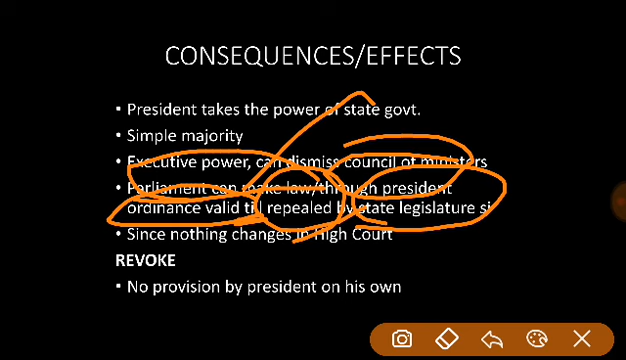 CONSEQUENCES/EFFECTS
• President takes the power of state govt.
• Simple majority
• Executive power, can dismiss council of ministers
• Parliament can make law/through president
ordinance valid till repealed by state legislature si
• Since nothing changes in High Court
REVOKE
• No provision by president on his own